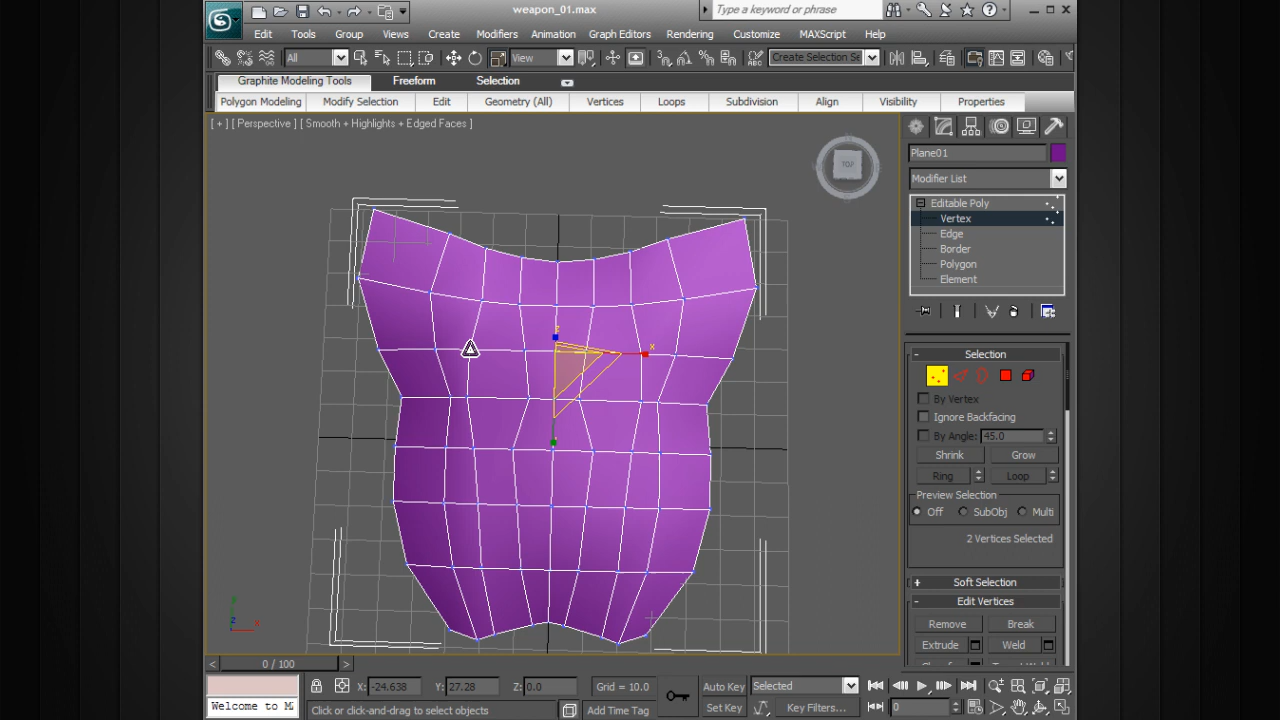 weapon_01.max
Type a keyword or phrase
Edit Tools Group Views Create Modifiers Animation Graph Editors Rendering Customize MAXScript Help
All View Create Selection Se
Graphite Modeling Tools Freeform Selection
Polygon Modeling Modify Selection Edit Geometry (All) Vertices Loops Subdivision Align Visibility Properties
[ + ] [ Perspective ] [ Smooth + Highlights + Edged Faces ]
TOP
Plane01
Modifier List
Editable Poly
Vertex
Edge
Border
Polygon
Element
z
x
- Selection
By Vertex
Ignore Backfacing
By Angle: 45.0
Shrink Grow
Ring Loop
Preview Selection
Off SubObj Multi
2 Vertices Selected
+ Soft Selection
- Edit Vertices
Remove Break
Extrude Weld
z
x
< 0 / 100 >
X: -24.638 Y: 27.28 Z: 0.0 Grid = 10.0 Auto Key Selected
Welcome to M
Click or click-and-drag to select objects Add Time Tag Set Key Key Filters... 0